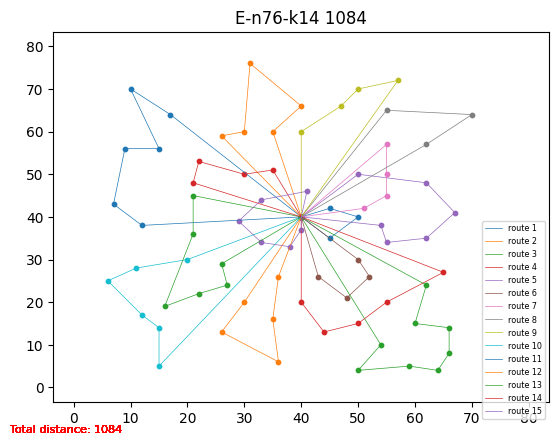 E-n76-k14 1084
80
70
60
50
40
30
20
10
0
0 10 20 30 40 50 60 70 80
route 1
route 2
route 3
route 4
route 5
route 6
route 7
route 8
route 9
route 10
route 11
route 12
route 13
route 14
route 15
Total distance: 1084